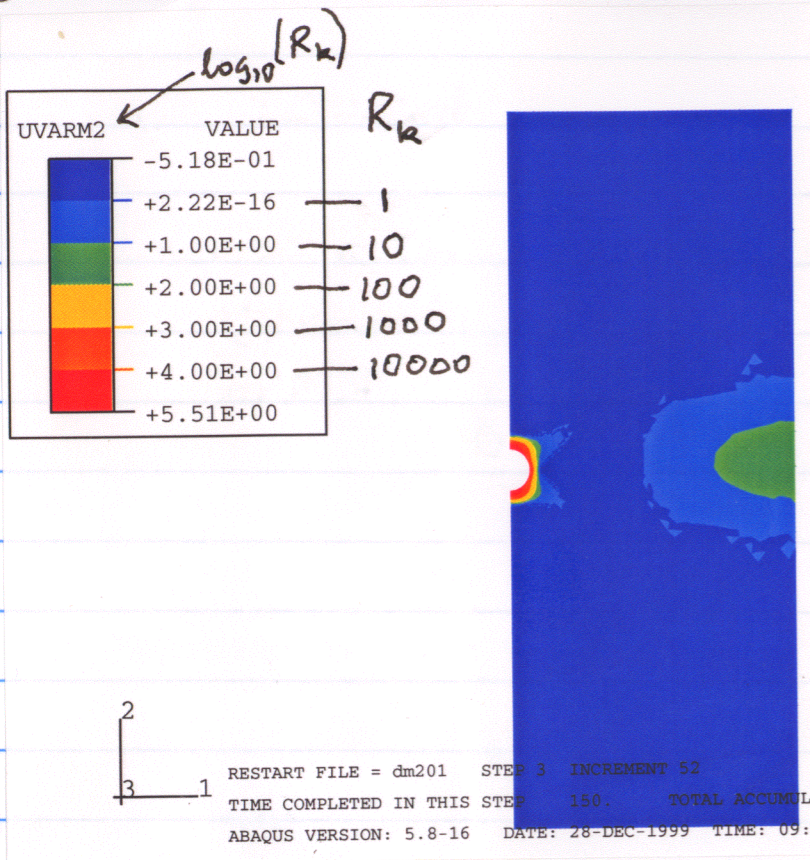 log₁₀(Rₖ)
UVARM2 VALUE Rₖ
-5.18E-01
+2.22E-16 1
+1.00E+00 10
+2.00E+00 100
+3.00E+00 1000
+4.00E+00 10000
+5.51E+00
2
3 1
RESTART FILE = dm201 STEP 3 INCREMENT 52
TIME COMPLETED IN THIS STEP 150. TOTAL ACCUMUL
ABAQUS VERSION: 5.8-16 DATE: 28-DEC-1999 TIME: 09: